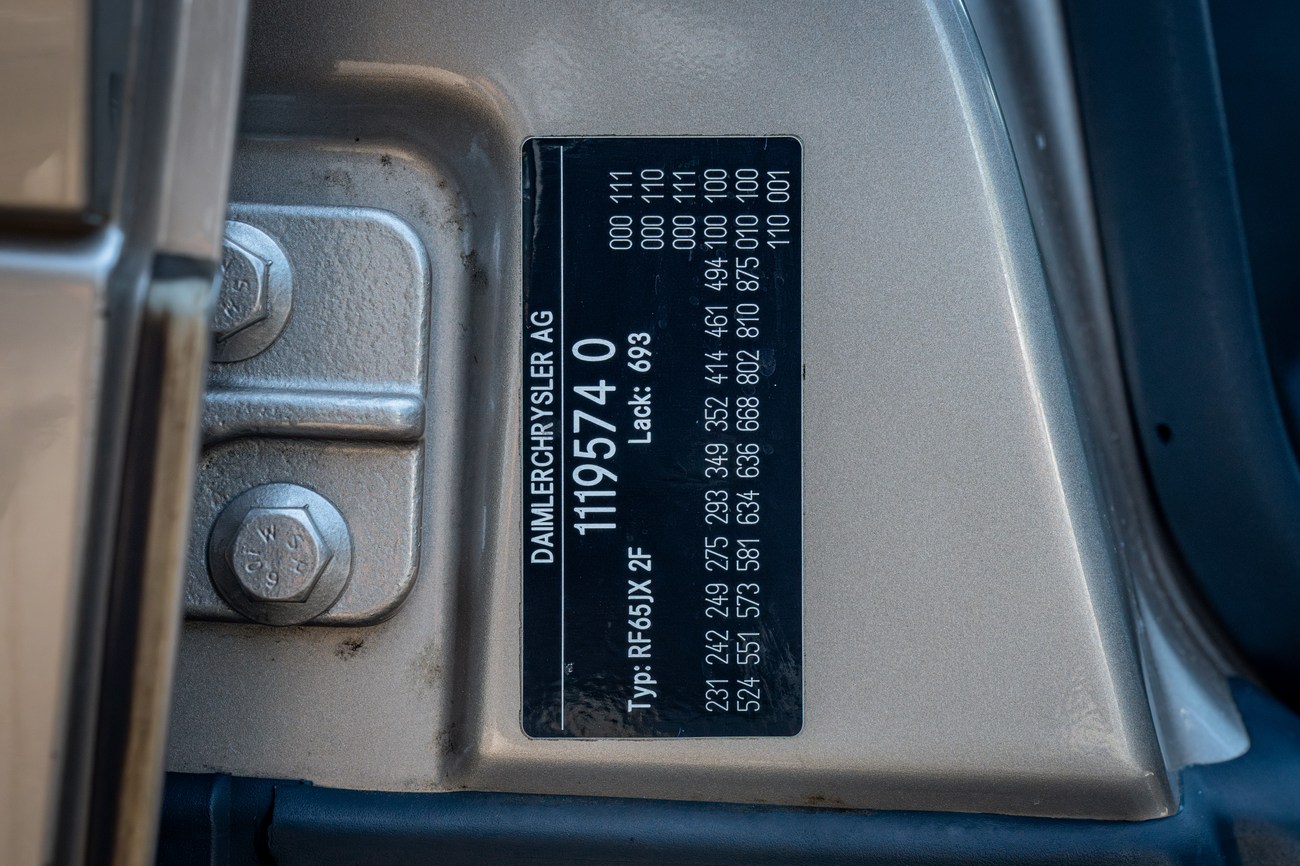 DAIMLERCHRYSLER AG
1119574 0
000 111
Typ: RF65JX 2F Lack: 693
000 110
000 111
231 242 249 275 293 349 352 414 461 494 100 100
524 551 573 581 634 636 668 802 810 875 010 100
110 001